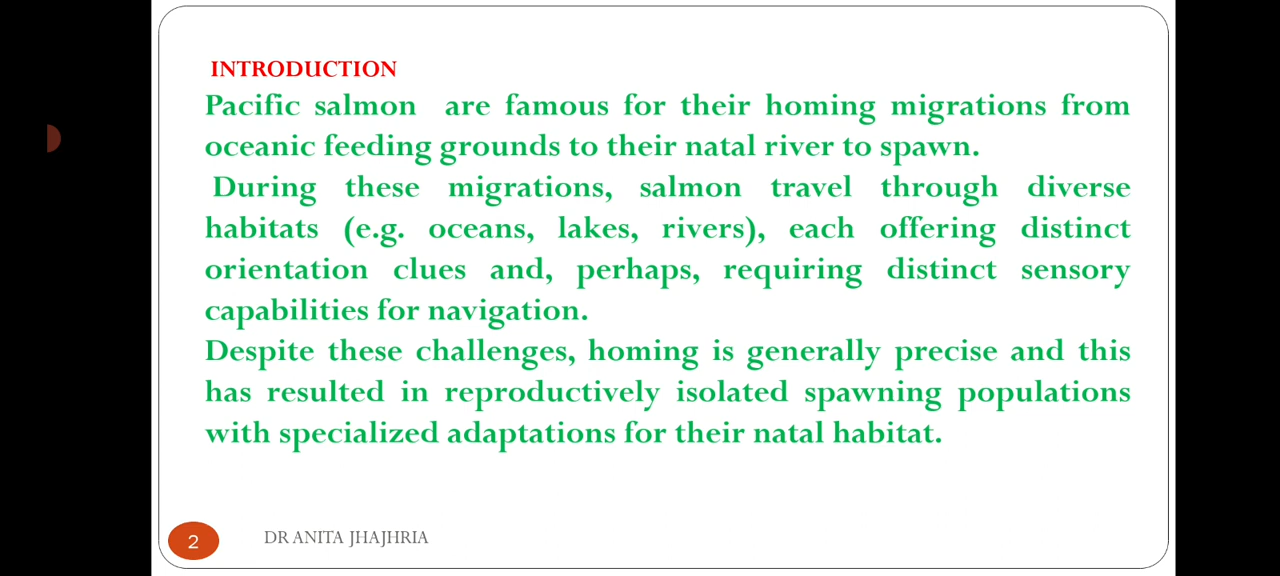 INTRODUCTION
Pacific salmon are famous for their homing migrations from
oceanic feeding grounds to their natal river to spawn.
During these migrations, salmon travel through diverse
habitats (e.g. oceans, lakes, rivers), each offering distinct
orientation clues and, perhaps, requiring distinct sensory
capabilities for navigation.
Despite these challenges, homing is generally precise and this
has resulted in reproductively isolated spawning populations
with specialized adaptations for their natal habitat.
2 DR ANITA JHAJHRIA